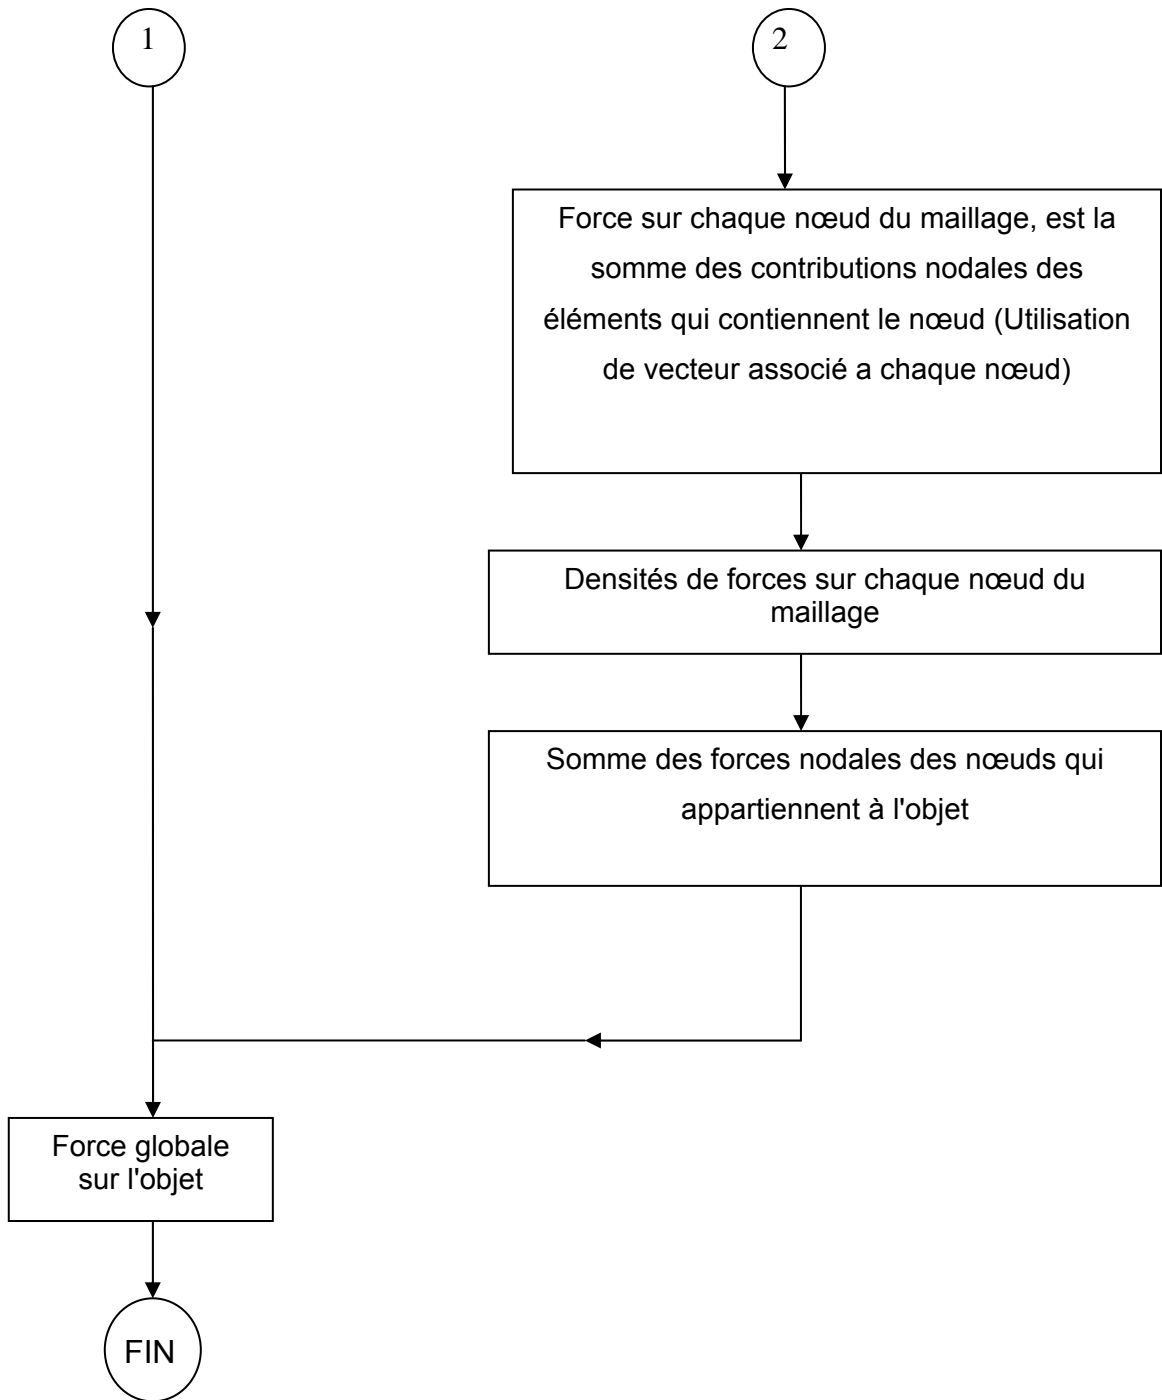 1
2
Force sur chaque nœud du maillage, est la
somme des contributions nodales des
éléments qui contiennent le nœud (Utilisation
de vecteur associé a chaque nœud)
Densités de forces sur chaque nœud du
maillage
Somme des forces nodales des nœuds qui
appartiennent à l'objet
Force globale
sur l'objet
FIN